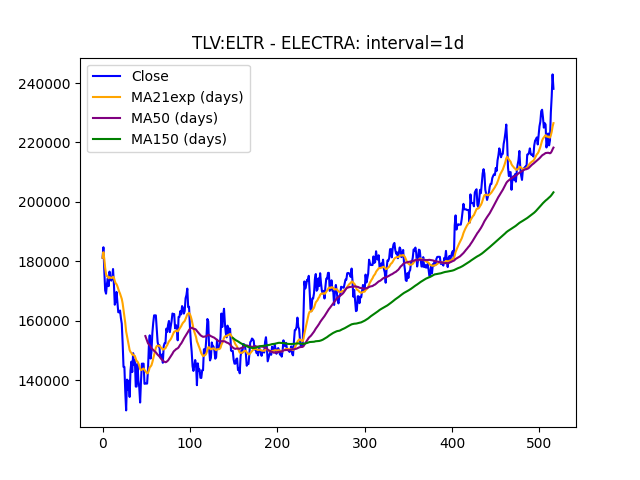 TLV:ELTR - ELECTRA: interval=1d
Close
MA21exp (days)
MA50 (days)
MA150 (days)
240000
220000
200000
180000
160000
140000
0 100 200 300 400 500